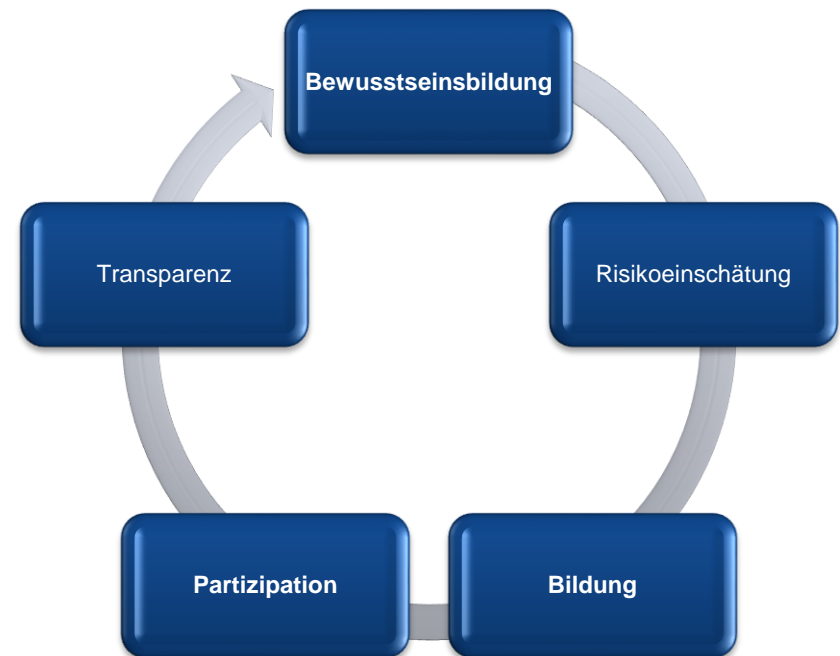 Bewusstseinsbildung
Risikoeinschätung
Bildung
Partizipation
Transparenz